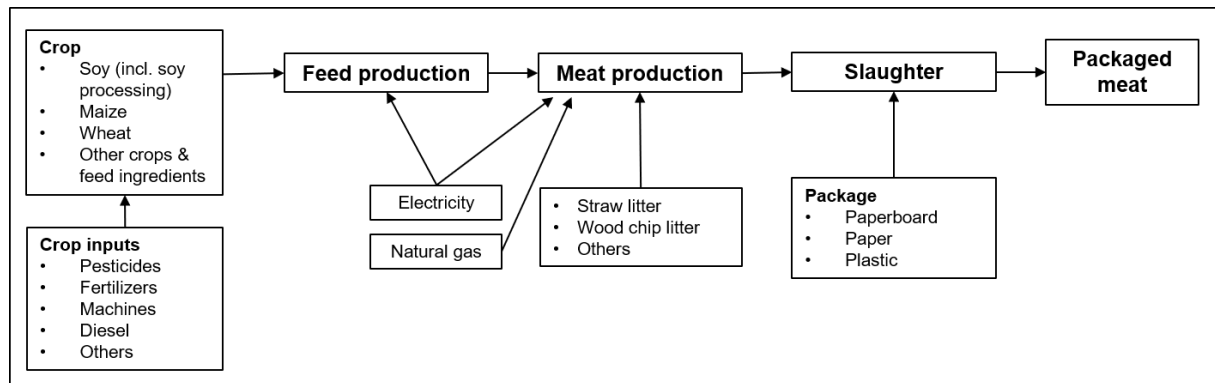 Crop
• Soy (incl. soy
processing)
• Maize
• Wheat
• Other crops &
feed ingredients
Feed production
Meat production
Slaughter
Packaged
meat
Electricity
Natural gas
• Straw litter
• Wood chip litter
• Others
Package
• Paperboard
• Paper
• Plastic
Crop inputs
• Pesticides
• Fertilizers
• Machines
• Diesel
• Others